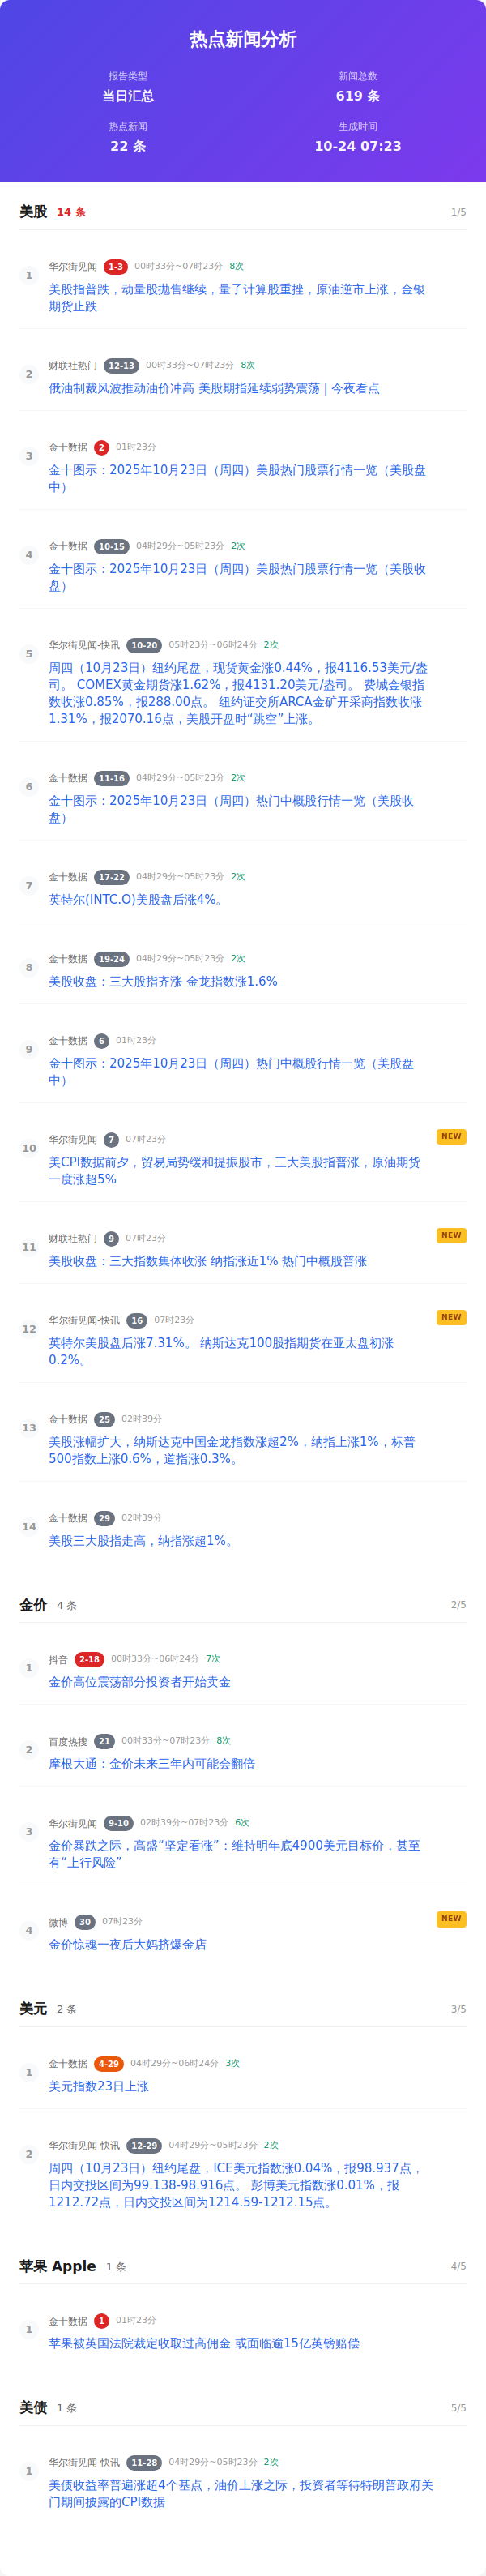 热点新闻分析
报告类型
当日汇总
新闻总数
619 条
热点新闻
22 条
生成时间
10-24 07:23
美股 14 条 1/5
1
华尔街见闻 1-3 00时33分~07时23分 8次
美股指普跌，动量股抛售继续，量子计算股重挫，原油逆市上涨，金银
期货止跌
2
财联社热门 12-13 00时33分~07时23分 8次
俄油制裁风波推动油价冲高 美股期指延续弱势震荡 | 今夜看点
3
金十数据 2 01时23分
金十图示：2025年10月23日（周四）美股热门股票行情一览（美股盘
中）
4
金十数据 10-15 04时29分~05时23分 2次
金十图示：2025年10月23日（周四）美股热门股票行情一览（美股收
盘）
5
华尔街见闻-快讯 10-20 05时23分~06时24分 2次
周四（10月23日）纽约尾盘，现货黄金涨0.44%，报4116.53美元/盎
司。 COMEX黄金期货涨1.62%，报4131.20美元/盎司。 费城金银指
数收涨0.85%，报288.00点。 纽约证交所ARCA金矿开采商指数收涨
1.31%，报2070.16点，美股开盘时“跳空”上涨。
6
金十数据 11-16 04时29分~05时23分 2次
金十图示：2025年10月23日（周四）热门中概股行情一览（美股收
盘）
7
金十数据 17-22 04时29分~05时23分 2次
英特尔(INTC.O)美股盘后涨4%。
8
金十数据 19-24 04时29分~05时23分 2次
美股收盘：三大股指齐涨 金龙指数涨1.6%
9
金十数据 6 01时23分
金十图示：2025年10月23日（周四）热门中概股行情一览（美股盘
中）
10
华尔街见闻 7 07时23分 NEW
美CPI数据前夕，贸易局势缓和提振股市，三大美股指普涨，原油期货
一度涨超5%
11
财联社热门 9 07时23分 NEW
美股收盘：三大指数集体收涨 纳指涨近1% 热门中概股普涨
12
华尔街见闻-快讯 16 07时23分 NEW
英特尔美股盘后涨7.31%。 纳斯达克100股指期货在亚太盘初涨
0.2%。
13
金十数据 25 02时39分
美股涨幅扩大，纳斯达克中国金龙指数涨超2%，纳指上涨1%，标普
500指数上涨0.6%，道指涨0.3%。
14
金十数据 29 02时39分
美股三大股指走高，纳指涨超1%。
金价 4 条 2/5
1
抖音 2-18 00时33分~06时24分 7次
金价高位震荡部分投资者开始卖金
2
百度热搜 21 00时33分~07时23分 8次
摩根大通：金价未来三年内可能会翻倍
3
华尔街见闻 9-10 02时39分~07时23分 6次
金价暴跌之际，高盛“坚定看涨”：维持明年底4900美元目标价，甚至
有“上行风险”
4
微博 30 07时23分 NEW
金价惊魂一夜后大妈挤爆金店
美元 2 条 3/5
1
金十数据 4-29 04时29分~06时24分 3次
美元指数23日上涨
2
华尔街见闻-快讯 12-29 04时29分~05时23分 2次
周四（10月23日）纽约尾盘，ICE美元指数涨0.04%，报98.937点，
日内交投区间为99.138-98.916点。 彭博美元指数涨0.01%，报
1212.72点，日内交投区间为1214.59-1212.15点。
苹果 Apple 1 条 4/5
1
金十数据 1 01时23分
苹果被英国法院裁定收取过高佣金 或面临逾15亿英镑赔偿
美债 1 条 5/5
1
华尔街见闻-快讯 11-28 04时29分~05时23分 2次
美债收益率普遍涨超4个基点，油价上涨之际，投资者等待特朗普政府关
门期间披露的CPI数据